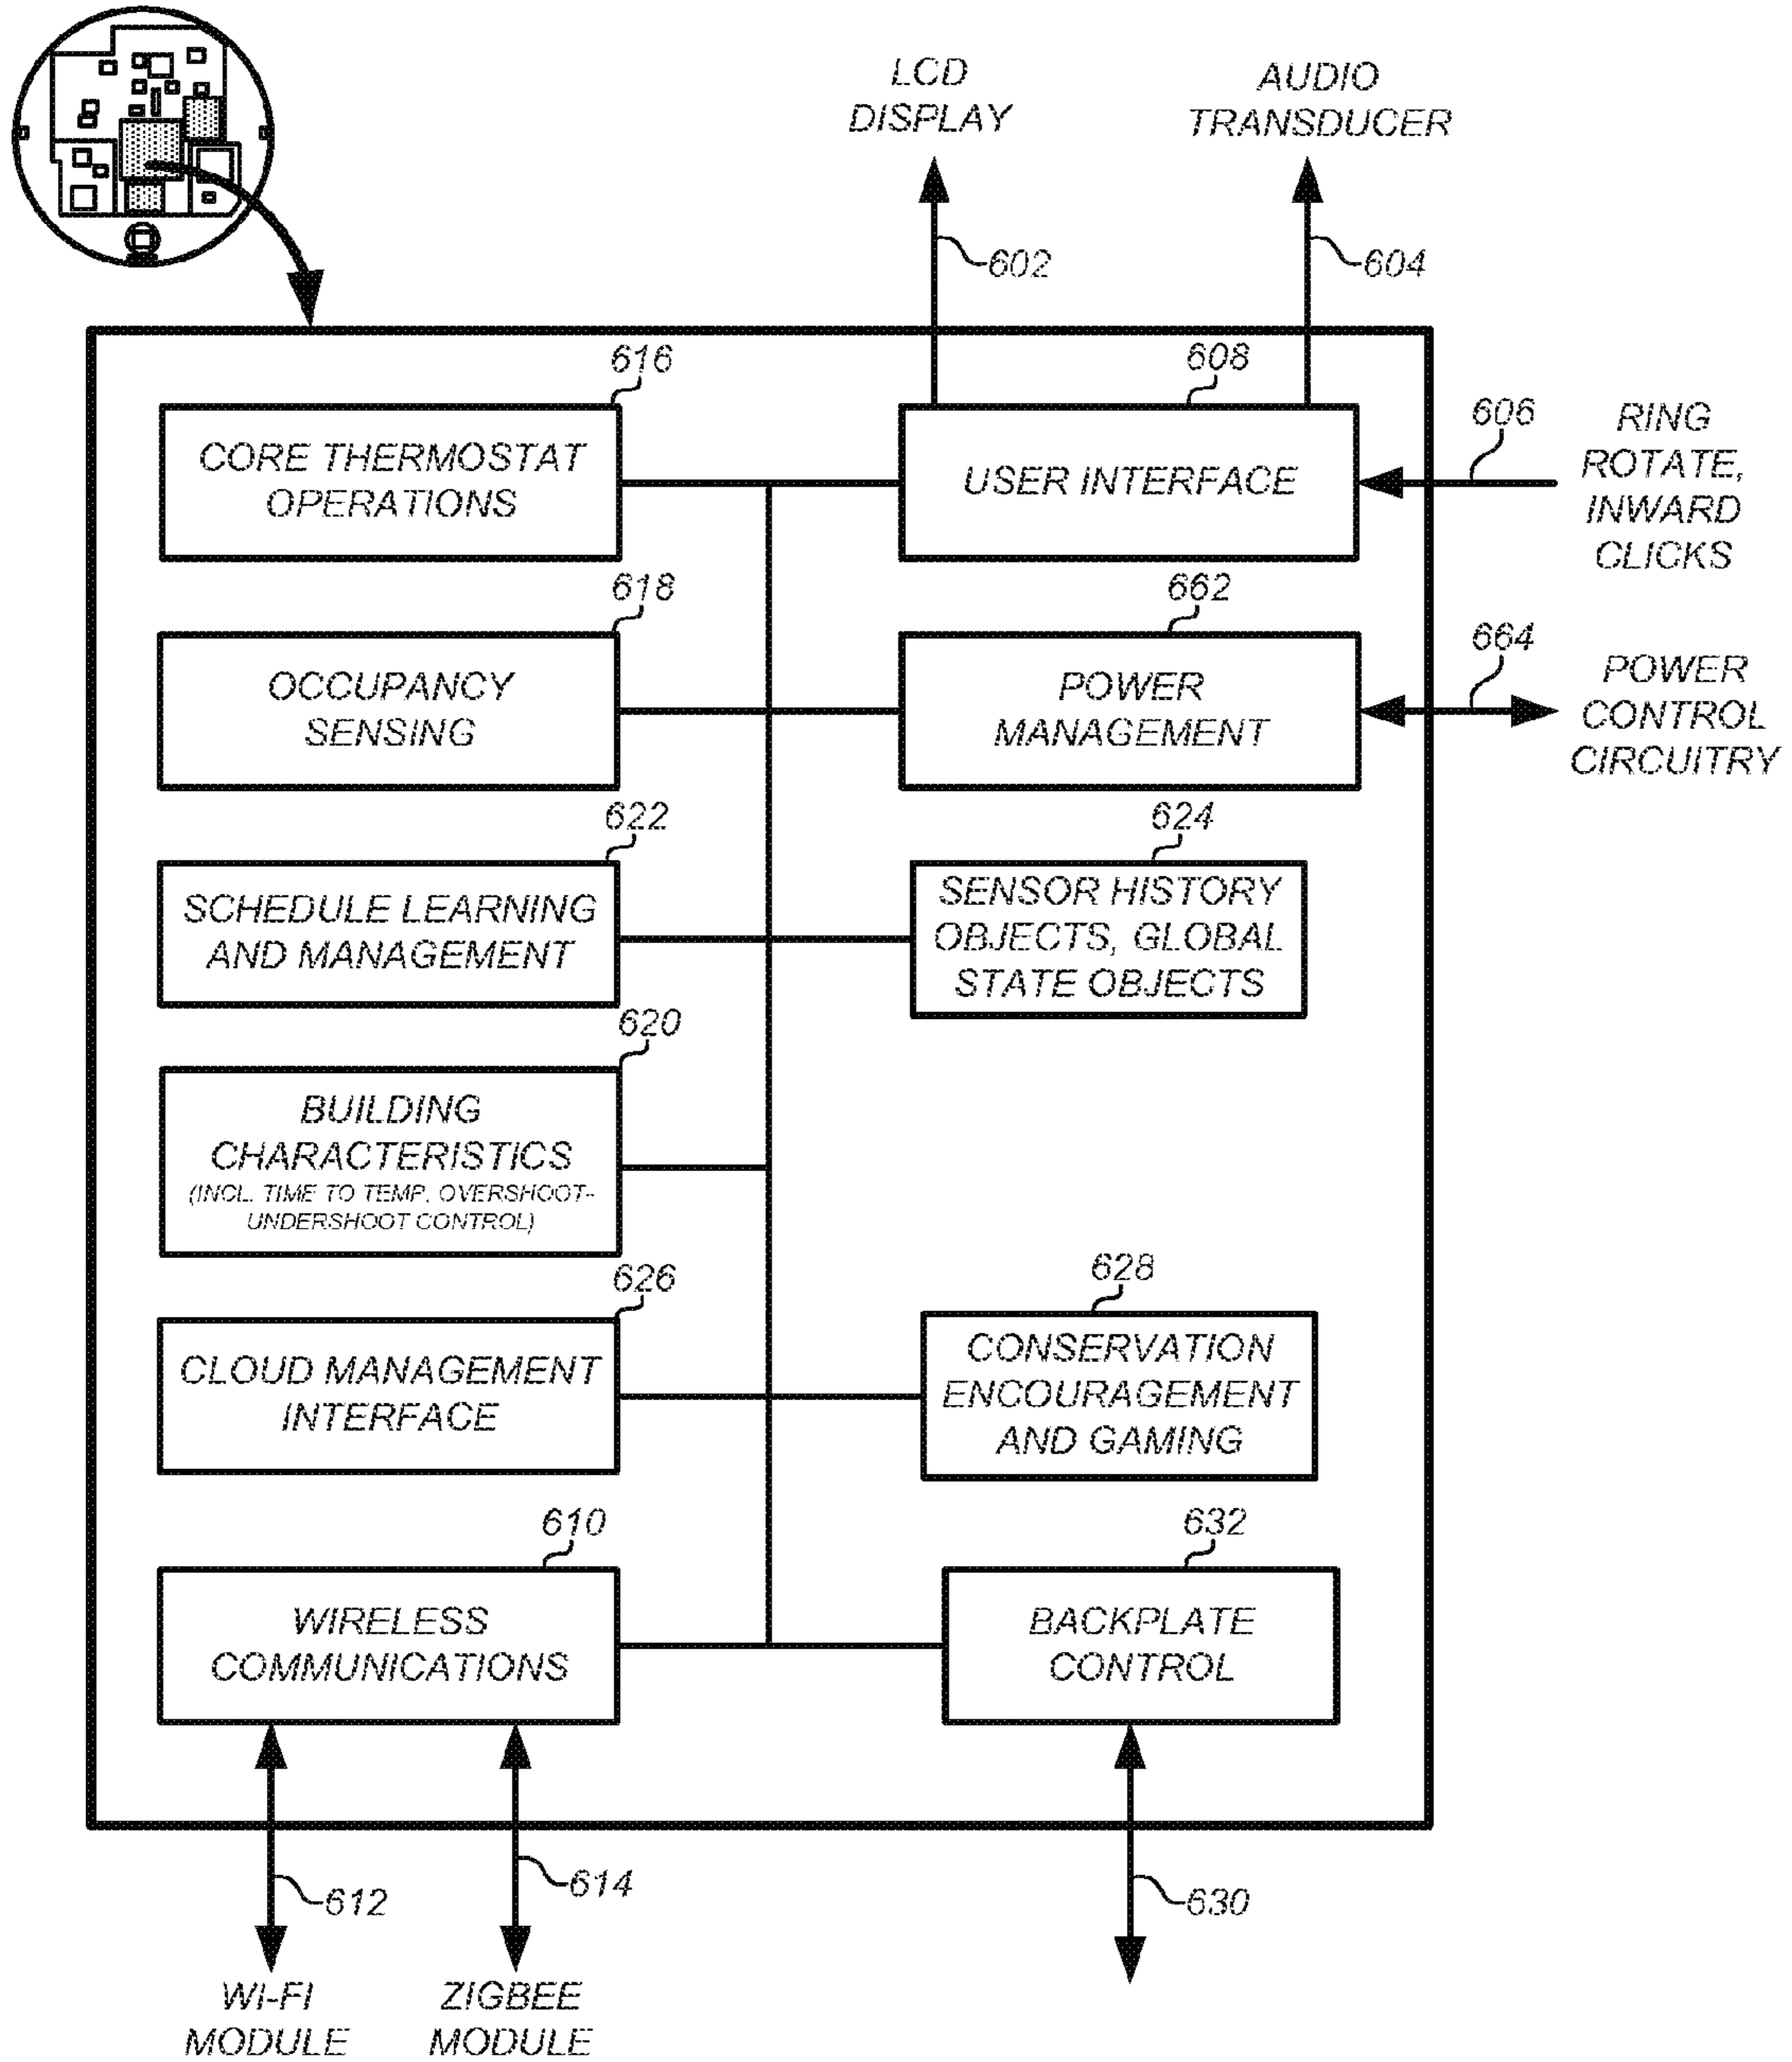 LCD
DISPLAY
AUDIO
TRANSDUCER
602
604
616
CORE THERMOSTAT
OPERATIONS
608
USER INTERFACE
606
RING
ROTATE,
INWARD
CLICKS
618
OCCUPANCY
SENSING
662
POWER
MANAGEMENT
664
POWER
CONTROL
CIRCUITRY
622
SCHEDULE LEARNING
AND MANAGEMENT
624
SENSOR HISTORY
OBJECTS, GLOBAL
STATE OBJECTS
620
BUILDING
CHARACTERISTICS
(INCL. TIME TO TEMP, OVERSHOOT-
UNDERSHOOT CONTROL)
626
CLOUD MANAGEMENT
INTERFACE
628
CONSERVATION
ENCOURAGEMENT
AND GAMING
610
WIRELESS
COMMUNICATIONS
632
BACKPLATE
CONTROL
612
614
630
WI-FI
MODULE
ZIGBEE
MODULE